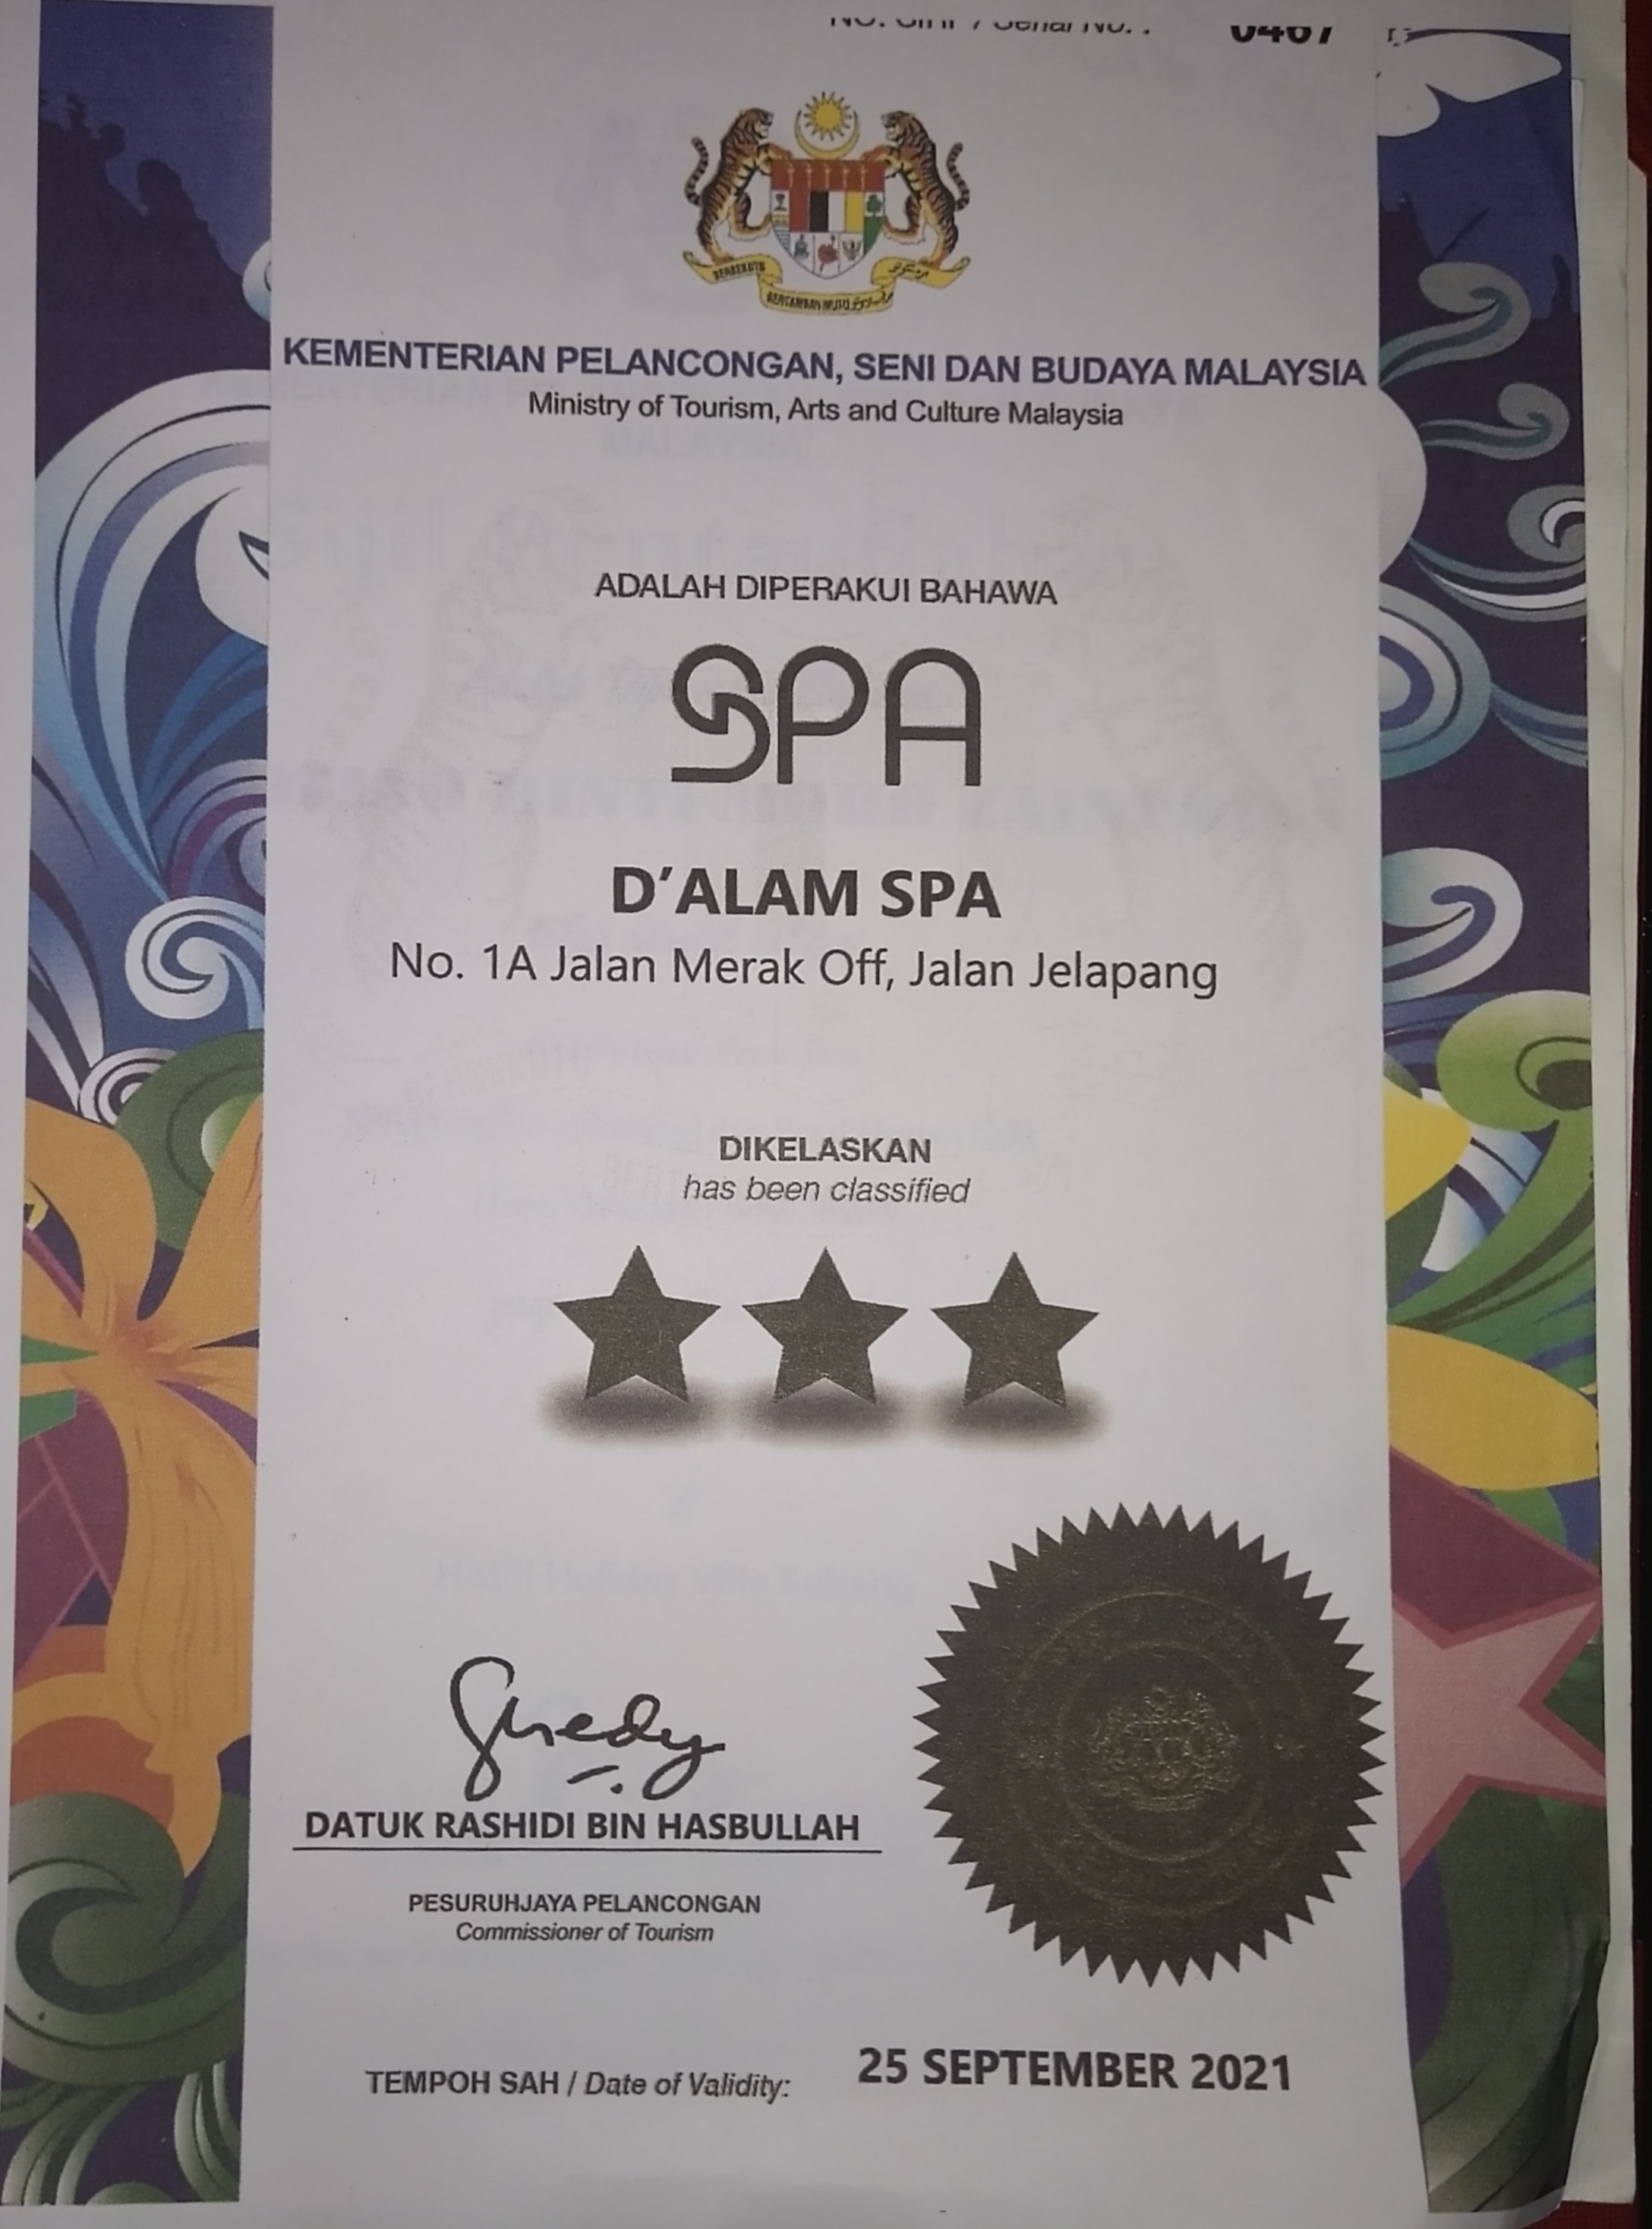 KEMENTERIAN PELANCONGAN, SENI DAN BUDAYA MALAYSIA
Ministry of Tourism, Arts and Culture Malaysia
ADALAH DIPERAKUI BAHAWA
SPA
D'ALAM SPA
No. 1A Jalan Merak Off, Jalan Jelapang
DIKELASKAN
has been classified
DATUK RASHIDI BIN HASBULLAH
PESURUHJAYA PELANCONGAN
Commissioner of Tourism
TEMPOH SAH / Date of Validity: 25 SEPTEMBER 2021